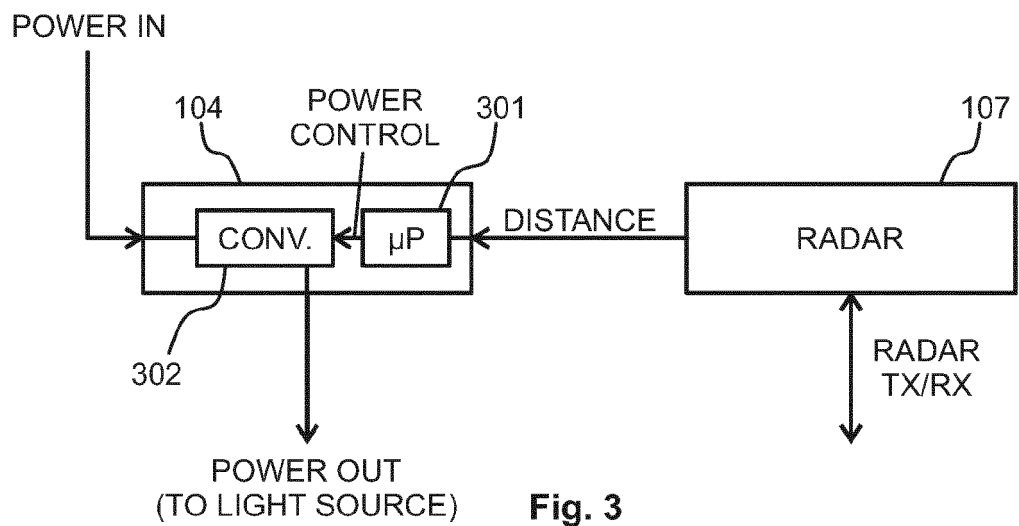 POWER IN
104
POWER
CONTROL
301
107
CONV.
µP
DISTANCE
RADAR
302
RADAR
TX/RX
POWER OUT
(TO LIGHT SOURCE)
Fig. 3